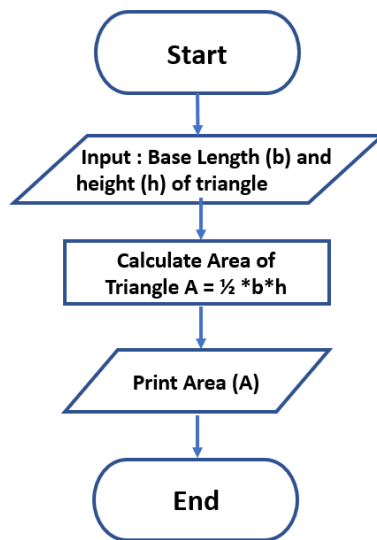 Start
Input : Base Length (b) and
height (h) of triangle
Calculate Area of
Triangle A = ½ *b*h
Print Area (A)
End